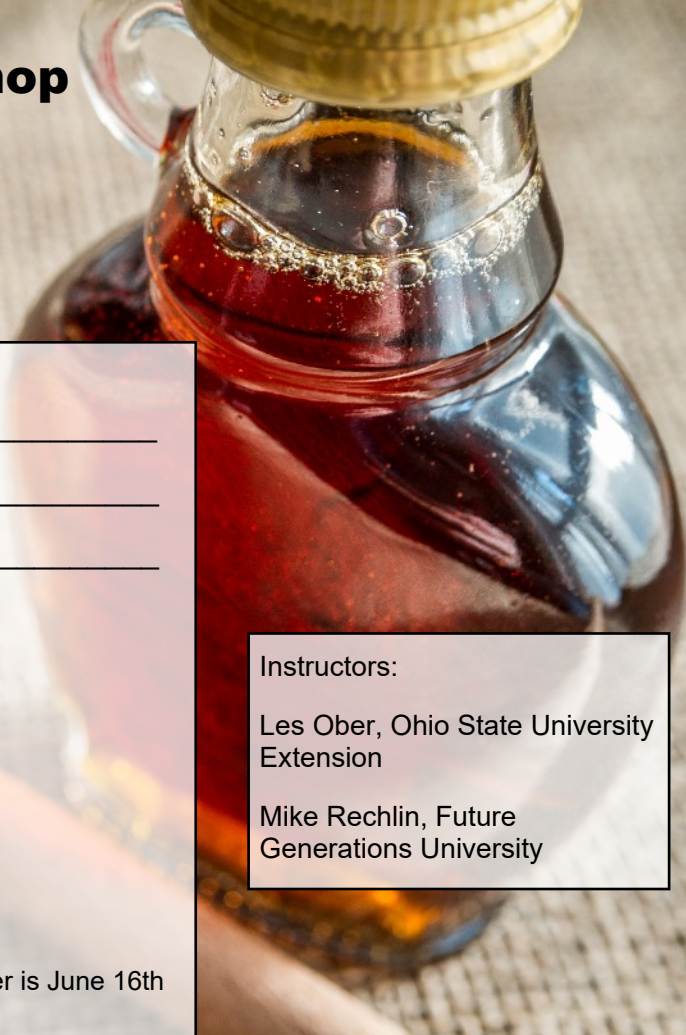 hop
Instructors:
Les Ober, Ohio State University
Extension
Mike Rechlin, Future
Generations University
er is June 16th